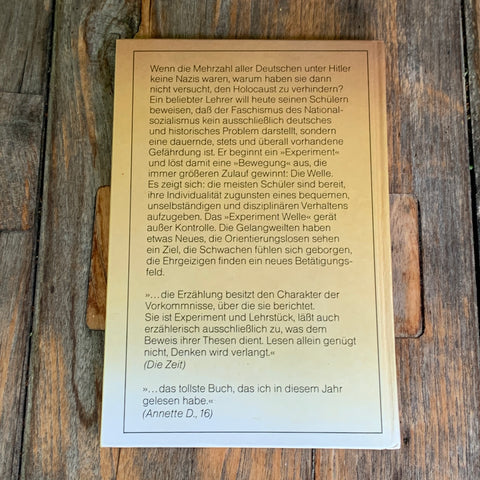 Wenn die Mehrzahl aller Deutschen unter Hitler
keine Nazis waren, warum haben sie dann
nicht versucht, den Holocaust zu verhindern?
Ein beliebter Lehrer will heute seinen Schülern
beweisen, daß der Faschismus des National-
sozialismus kein ausschließlich deutsches
und historisches Problem darstellt, sondern
eine dauernde, stets und überall vorhandene
Gefährdung ist. Er beginnt ein »Experiment«
und löst damit eine »Bewegung« aus, die
immer größeren Zulauf gewinnt: Die Welle.
Es zeigt sich: die meisten Schüler sind bereit,
ihre Individualität zugunsten eines bequemen,
unselbständigen und disziplinären Verhaltens
aufzugeben. Das »Experiment Welle« gerät
außer Kontrolle. Die Gelangweilten haben
etwas Neues, die Orientierungslosen sehen
ein Ziel, die Schwachen fühlen sich geborgen,
die Ehrgeizigen finden ein neues Betätigungs-
feld.
»...die Erzählung besitzt den Charakter der
Vorkommnisse, über die sie berichtet.
Sie ist Experiment und Lehrstück, läßt auch
erzählerisch ausschließlich zu, was dem
Beweis ihrer Thesen dient. Lesen allein genügt
nicht, Denken wird verlangt.«
(Die Zeit)
»...das tollste Buch, das ich in diesem Jahr
gelesen habe.«
(Annette D., 16)